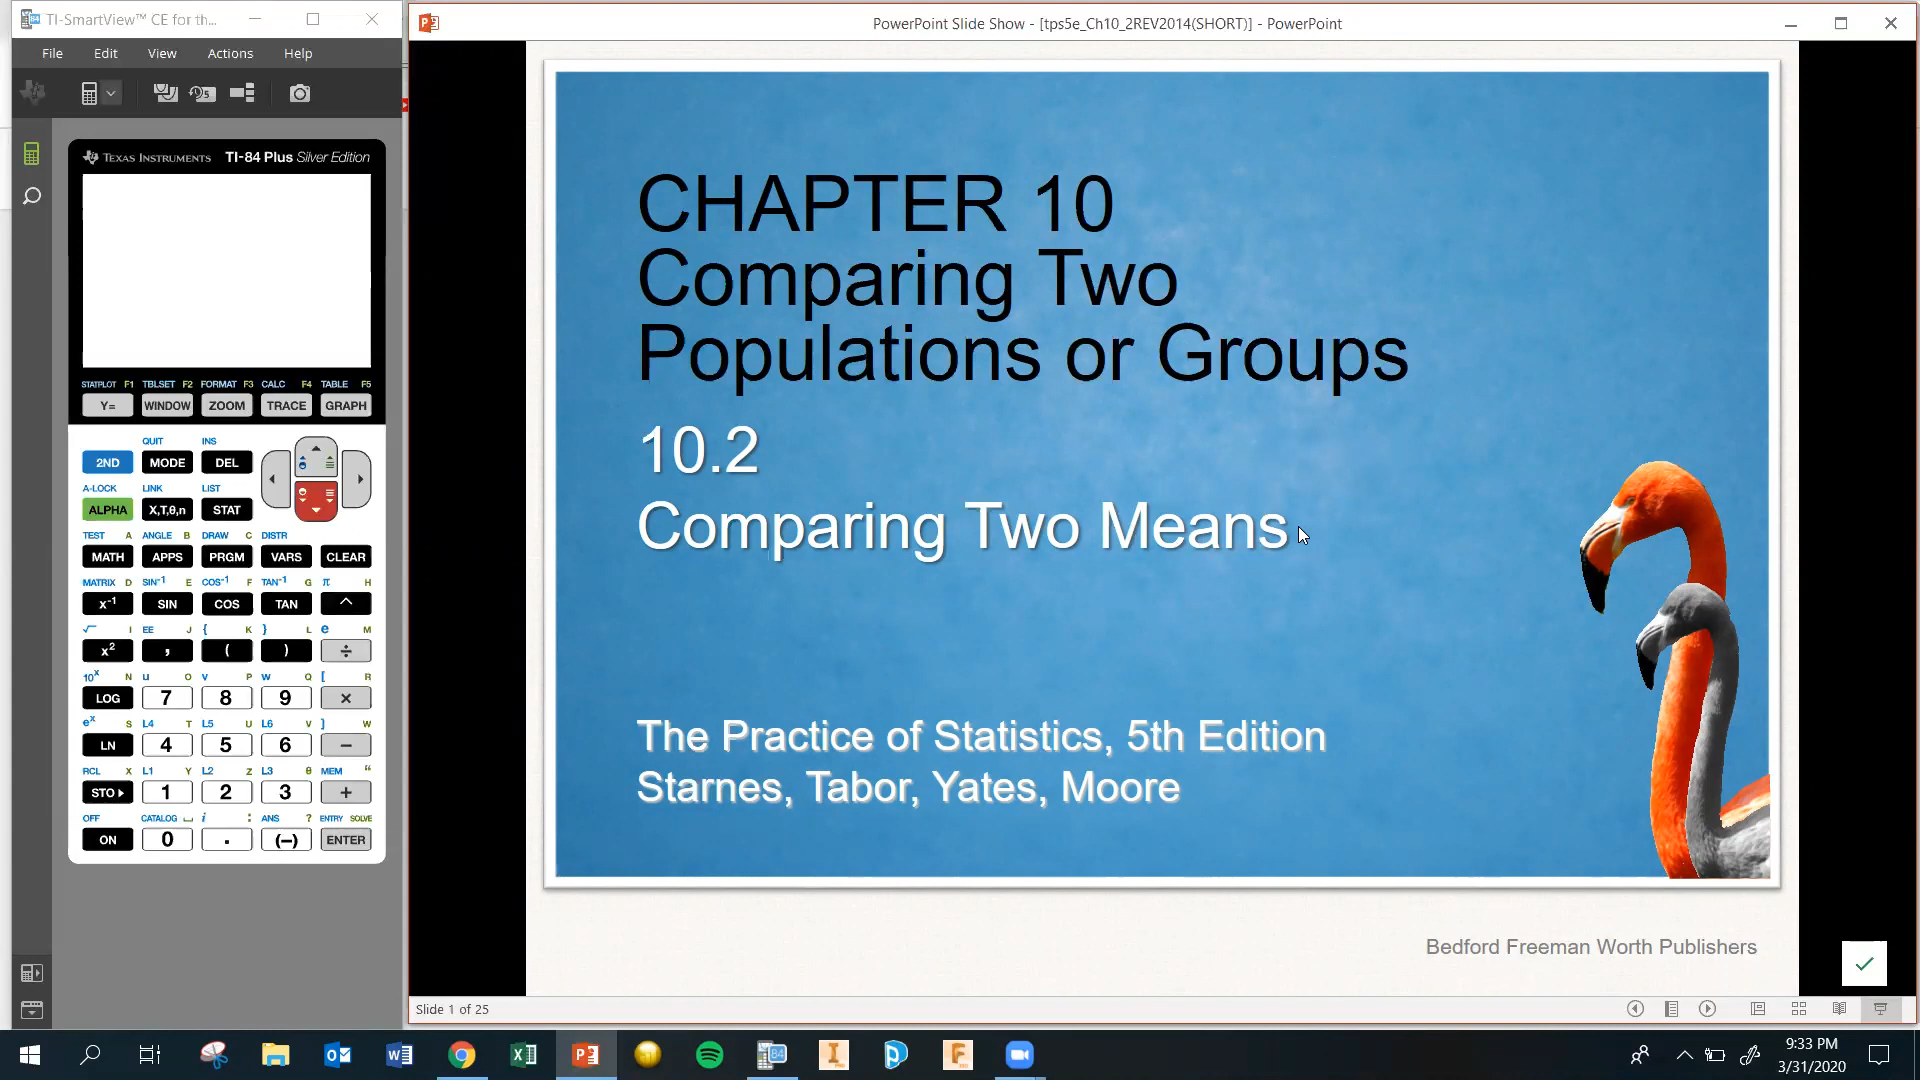 TI-SmartView™ CE for th...
File Edit View Actions Help
TEXAS INSTRUMENTS TI-84 Plus Silver Edition
STATPLOT F1 TBLSET F2 FORMAT F3 CALC F4 TABLE F5
Y= WINDOW ZOOM TRACE GRAPH
QUIT INS
2ND MODE DEL
A-LOCK LINK LIST
ALPHA X,T,θ,n STAT
TEST A ANGLE B DRAW C DISTR
MATH APPS PRGM VARS CLEAR
MATRIX D SIN⁻¹ E COS⁻¹ F TAN⁻¹ G π H
x⁻¹ SIN COS TAN ^
√ I EE J { K } L e M
x² , ( ) ÷
10ˣ N u O v P w Q [ R
LOG 7 8 9 ×
eˣ S L4 T L5 U L6 V ] W
LN 4 5 6 −
RCL X L1 Y L2 Z L3 θ MEM “
STO▶ 1 2 3 +
OFF CATALOG ⎵ i : ANS ? ENTRY SOLVE
ON 0 . (−) ENTER
PowerPoint Slide Show - [tps5e_Ch10_2REV2014(SHORT)] - PowerPoint
CHAPTER 10
Comparing Two
Populations or Groups
10.2
Comparing Two Means
The Practice of Statistics, 5th Edition
Starnes, Tabor, Yates, Moore
Bedford Freeman Worth Publishers
Slide 1 of 25
9:33 PM
3/31/2020